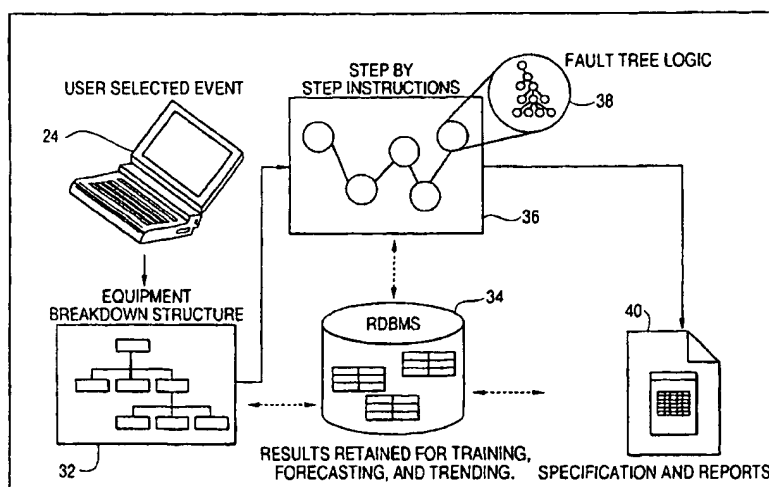 USER SELECTED EVENT
24
STEP BY
STEP INSTRUCTIONS
FAULT TREE LOGIC
38
36
EQUIPMENT
BREAKDOWN STRUCTURE
32
34
RDBMS
RESULTS RETAINED FOR TRAINING,
FORECASTING, AND TRENDING.
40
SPECIFICATION AND REPORTS